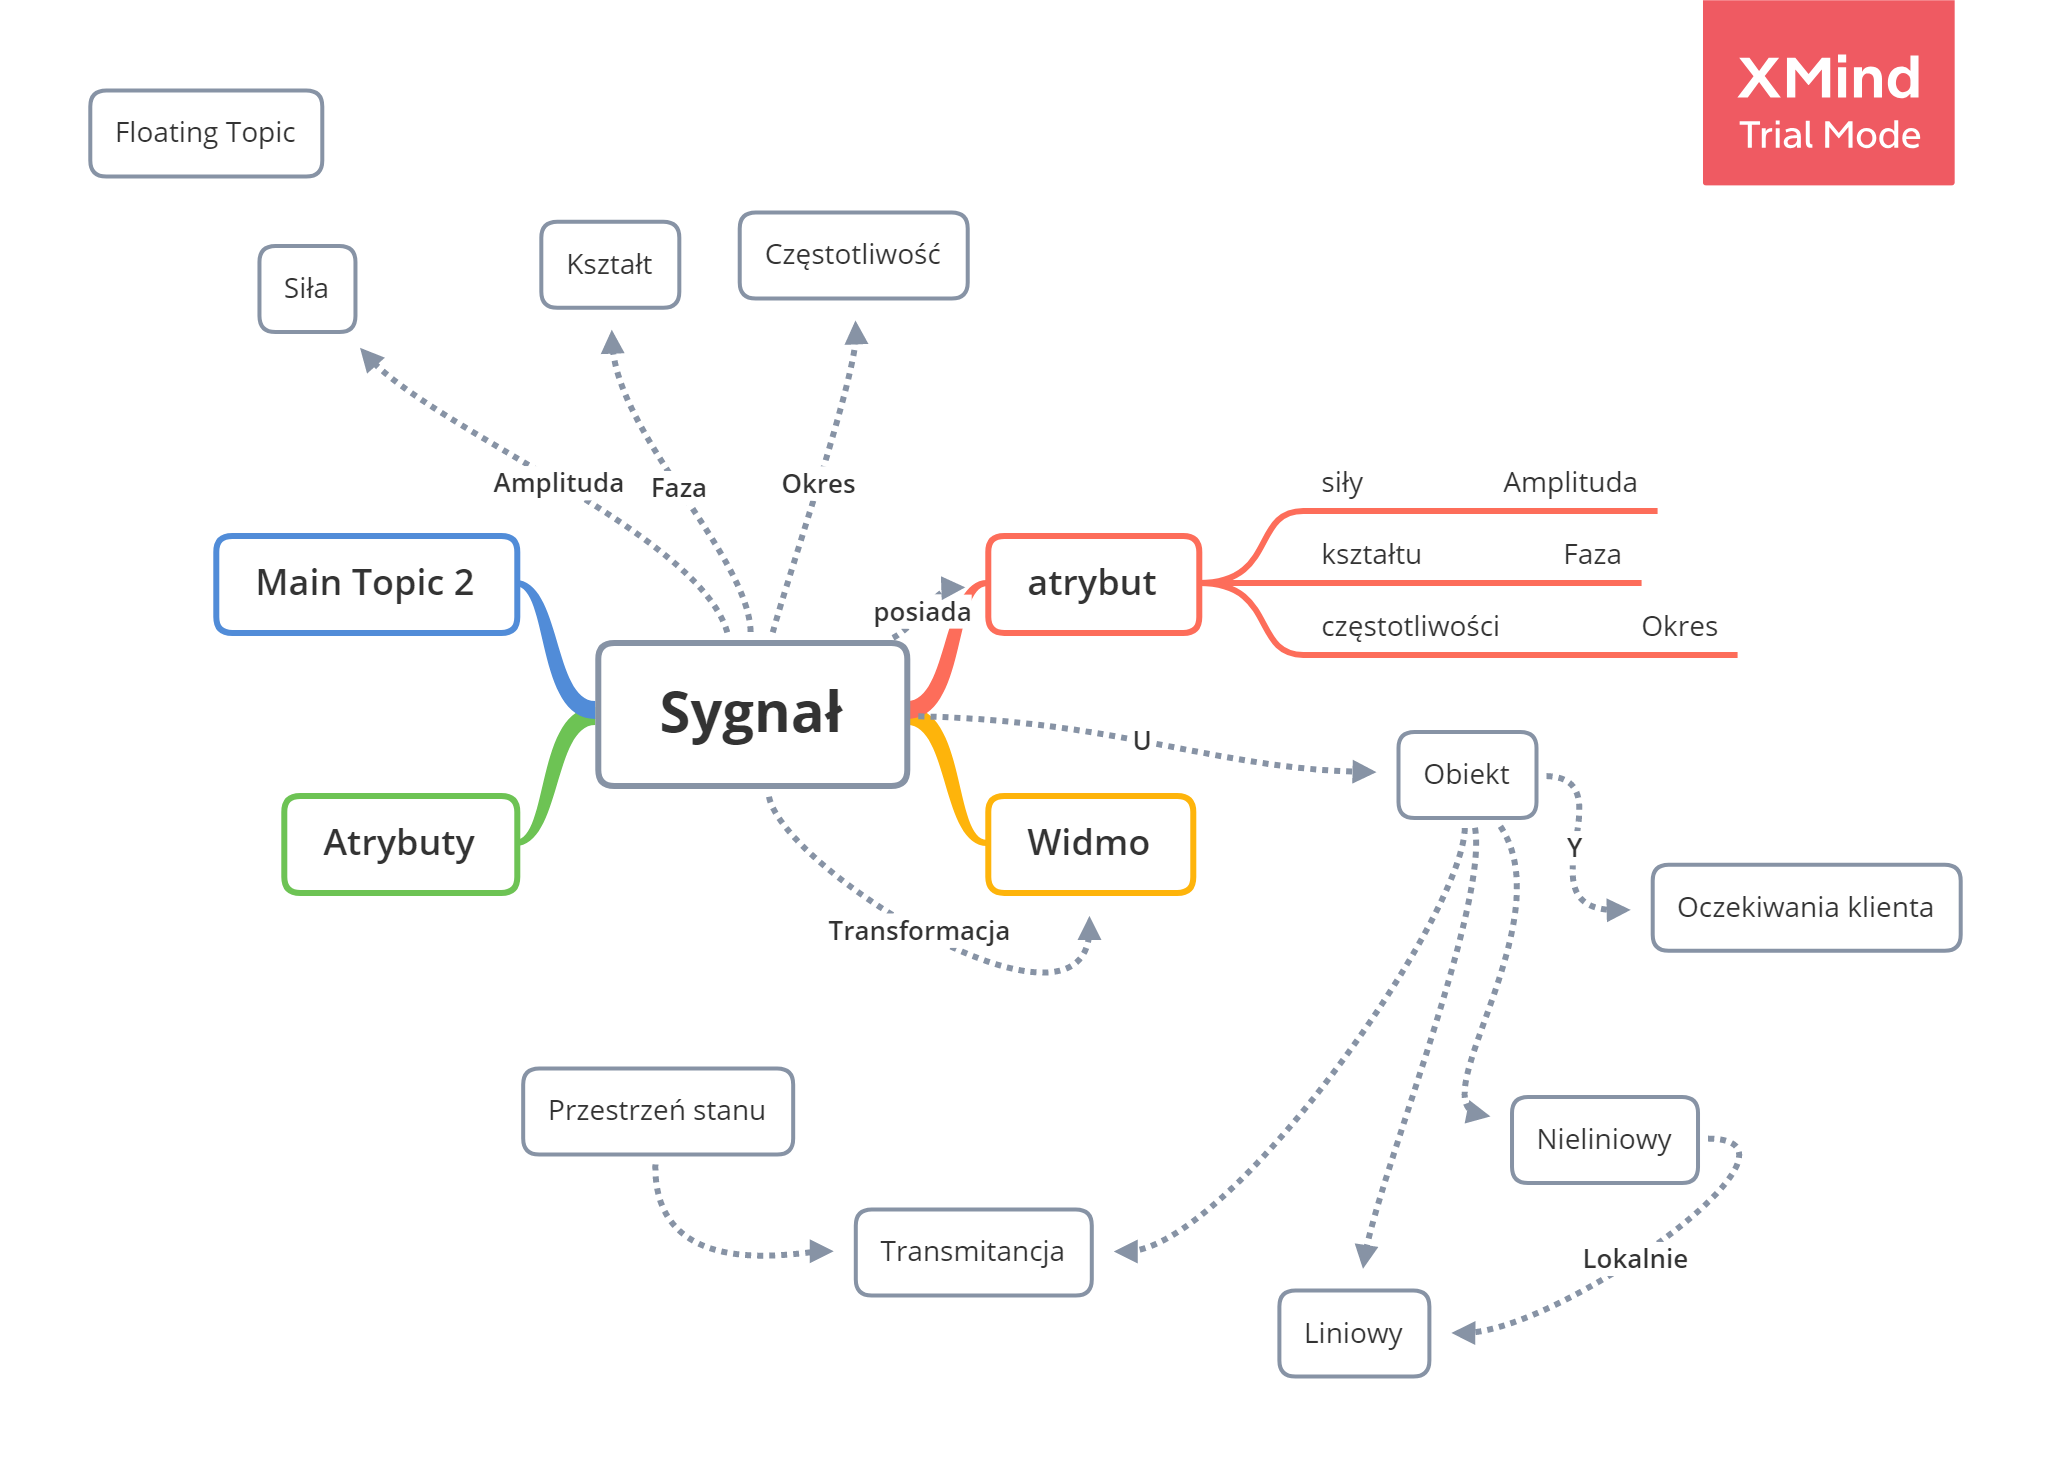 XMind
Trial Mode
Floating Topic
Siła
Kształt
Częstotliwość
Amplituda
Faza
Okres
siły Amplituda
kształtu Faza
częstotliwości Okres
Main Topic 2
posiada
atrybut
Sygnał
U
Obiekt
Y
Atrybuty
Widmo
Oczekiwania klienta
Transformacja
Przestrzeń stanu
Nieliniowy
Transmitancja
Lokalnie
Liniowy